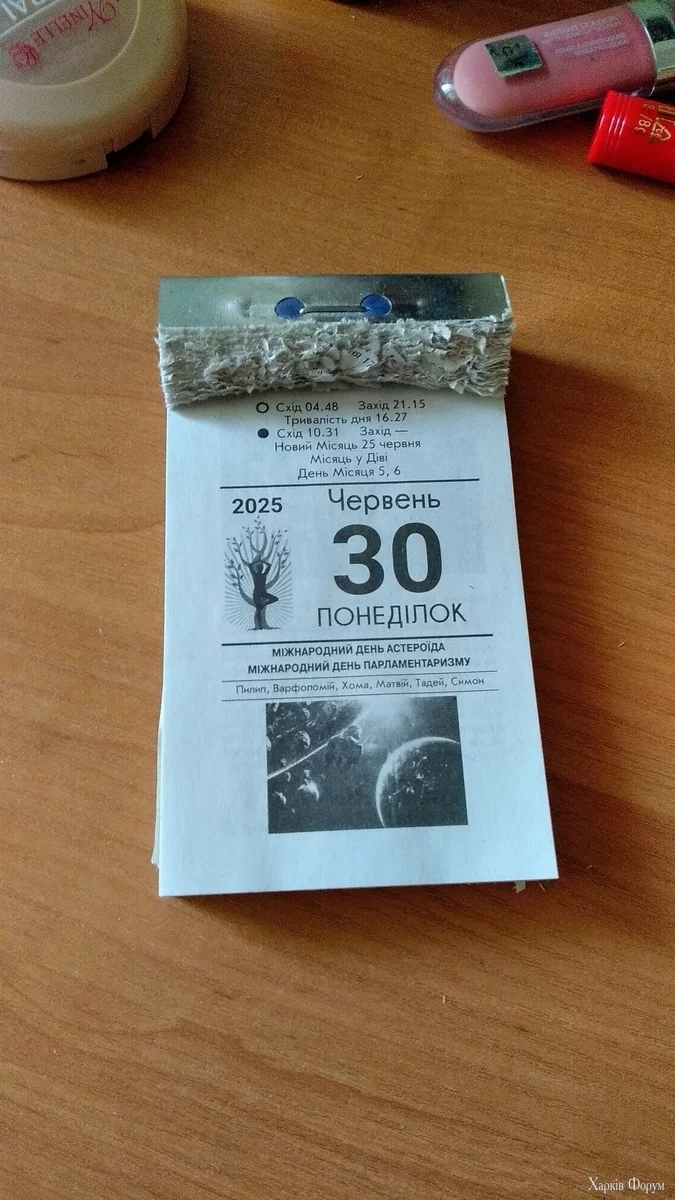 NINELLE
Схід 04.48 Захід 21.15
Тривалість дня 16.27
Схід 10.31 Захід —
Новий Місяць 25 червня
Місяць у Діві
День Місяця 5, 6
2025
Червень
30
ПОНЕДІЛОК
МІЖНАРОДНИЙ ДЕНЬ АСТЕРОЇДА
МІЖНАРОДНИЙ ДЕНЬ ПАРЛАМЕНТАРИЗМУ
Пилип, Варфоломій, Хома, Матвій, Тадей, Симон
Харків Форум